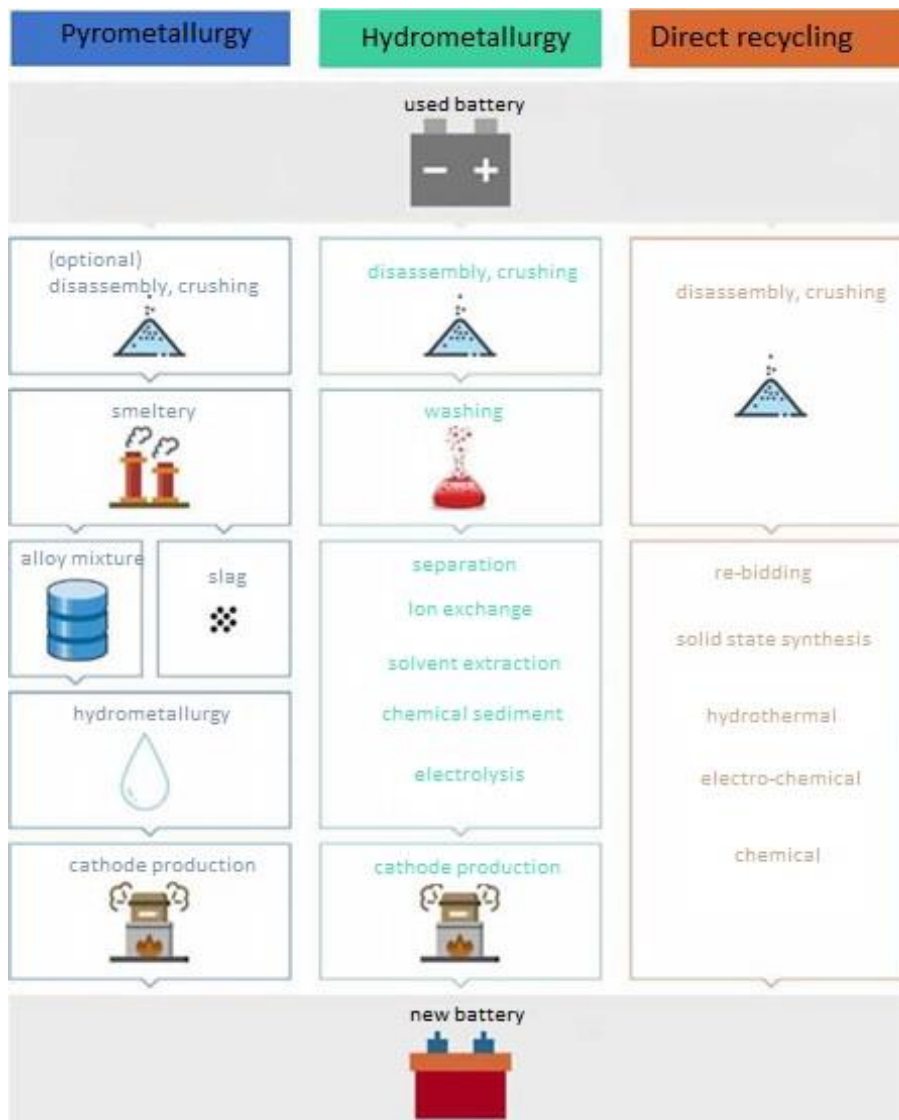 Pyrometallurgy
Hydrometallurgy
Direct recycling
used battery
(optional)
disassembly, crushing
disassembly, crushing
disassembly, crushing
smeltery
washing
alloy mixture
slag
separation
Ion exchange
solvent extraction
chemical sediment
electrolysis
re-bidding
solid state synthesis
hydrothermal
electro-chemical
chemical
hydrometallurgy
cathode production
cathode production
new battery